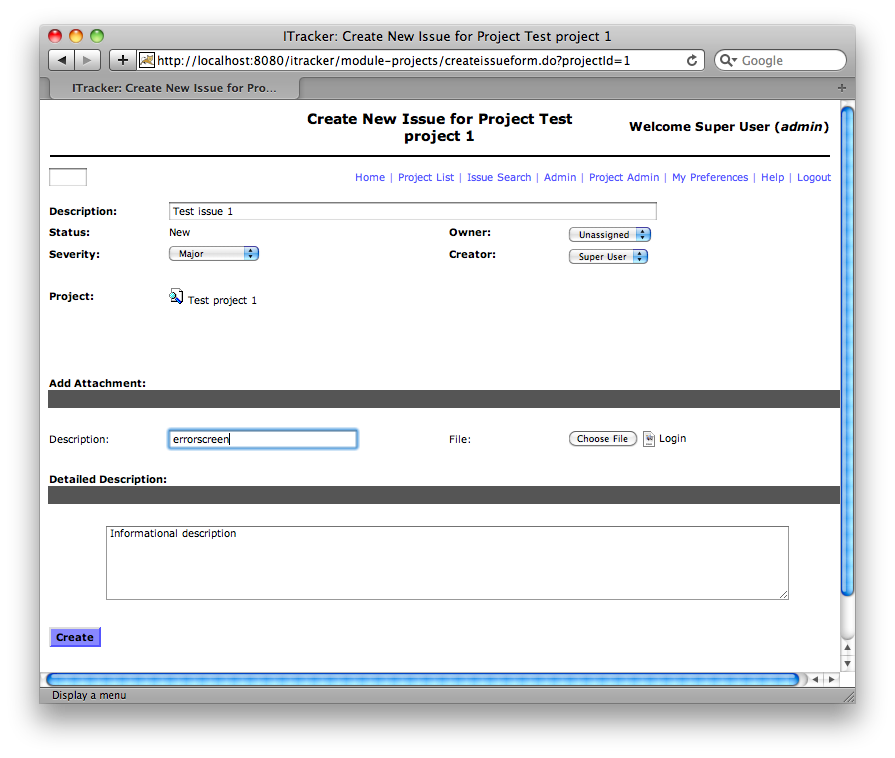 ITracker: Create New Issue for Project Test project 1
http://localhost:8080/itracker/module-projects/createissueform.do?projectId=1
Google
ITracker: Create New Issue for Pro...
Create New Issue for Project Test
project 1
Welcome Super User (admin)
Home | Project List | Issue Search | Admin | Project Admin | My Preferences | Help | Logout
Description: Test issue 1
Status: New Owner: Unassigned
Severity: Major Creator: Super User
Project: Test project 1
Add Attachment:
Description: errorscreen File: Choose File Login
Detailed Description:
Informational description
Create
Display a menu